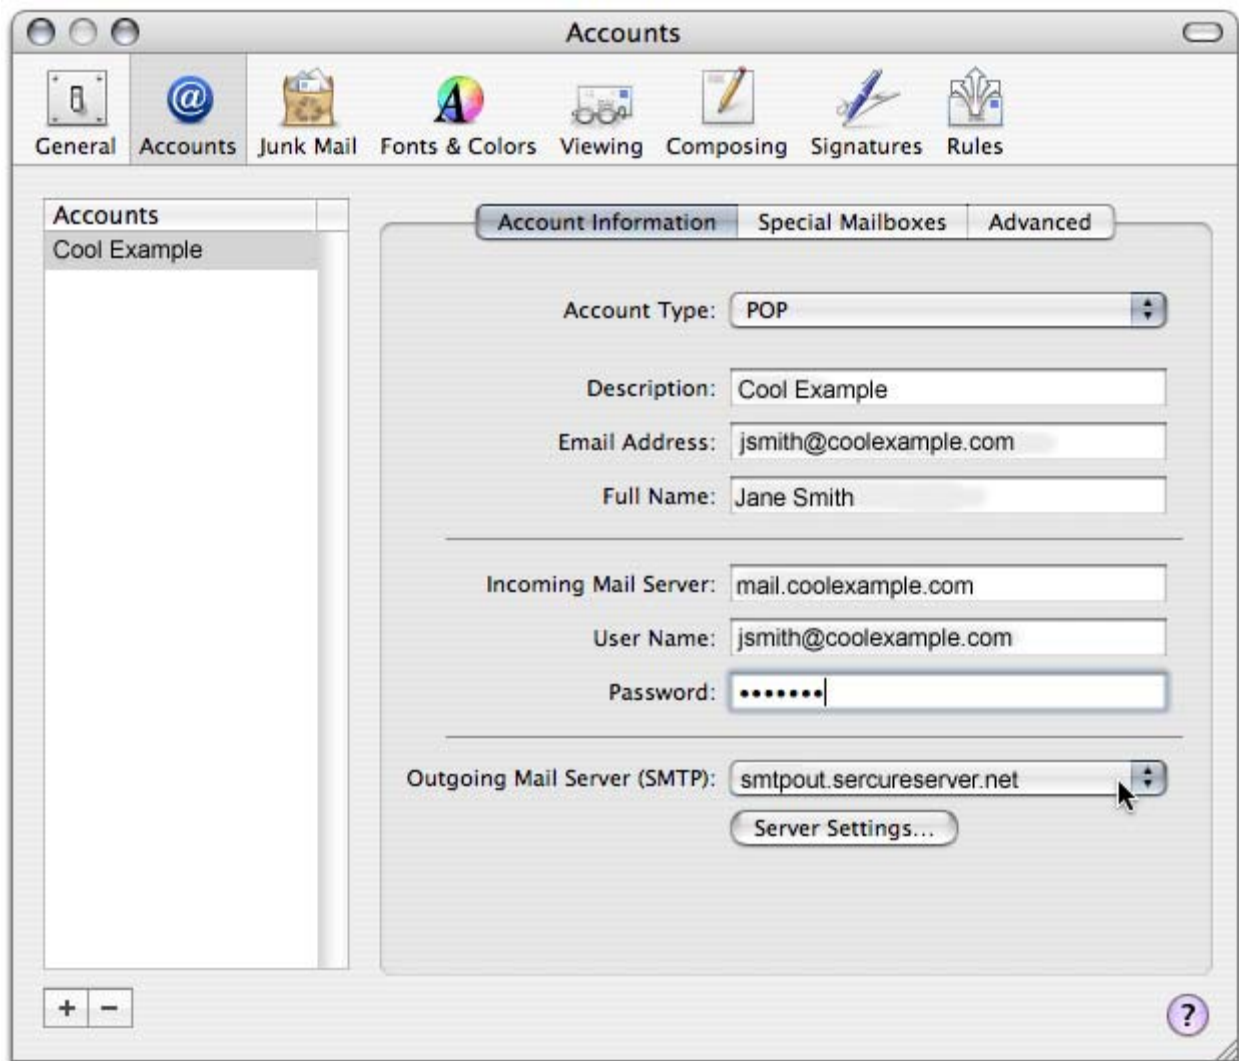 Accounts
General Accounts Junk Mail Fonts & Colors Viewing Composing Signatures Rules
Accounts
Cool Example
Account Information Special Mailboxes Advanced
Account Type: POP
Description: Cool Example
Email Address: jsmith@coolexample.com
Full Name: Jane Smith
Incoming Mail Server: mail.coolexample.com
User Name: jsmith@coolexample.com
Password: •••••••
Outgoing Mail Server (SMTP): smtpout.sercureserver.net
Server Settings...
+ −
?